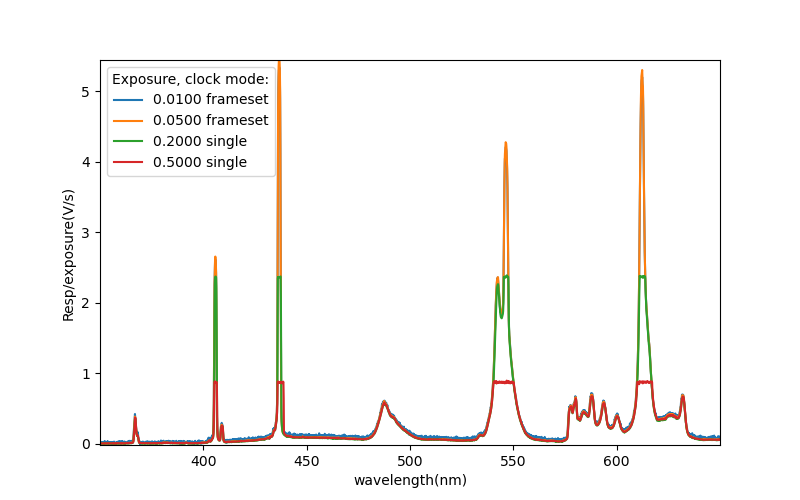 Exposure, clock mode:
0.0100 frameset
0.0500 frameset
0.2000 single
0.5000 single
Resp/exposure(V/s)
5
4
3
2
1
0
400 450 500 550 600
wavelength(nm)